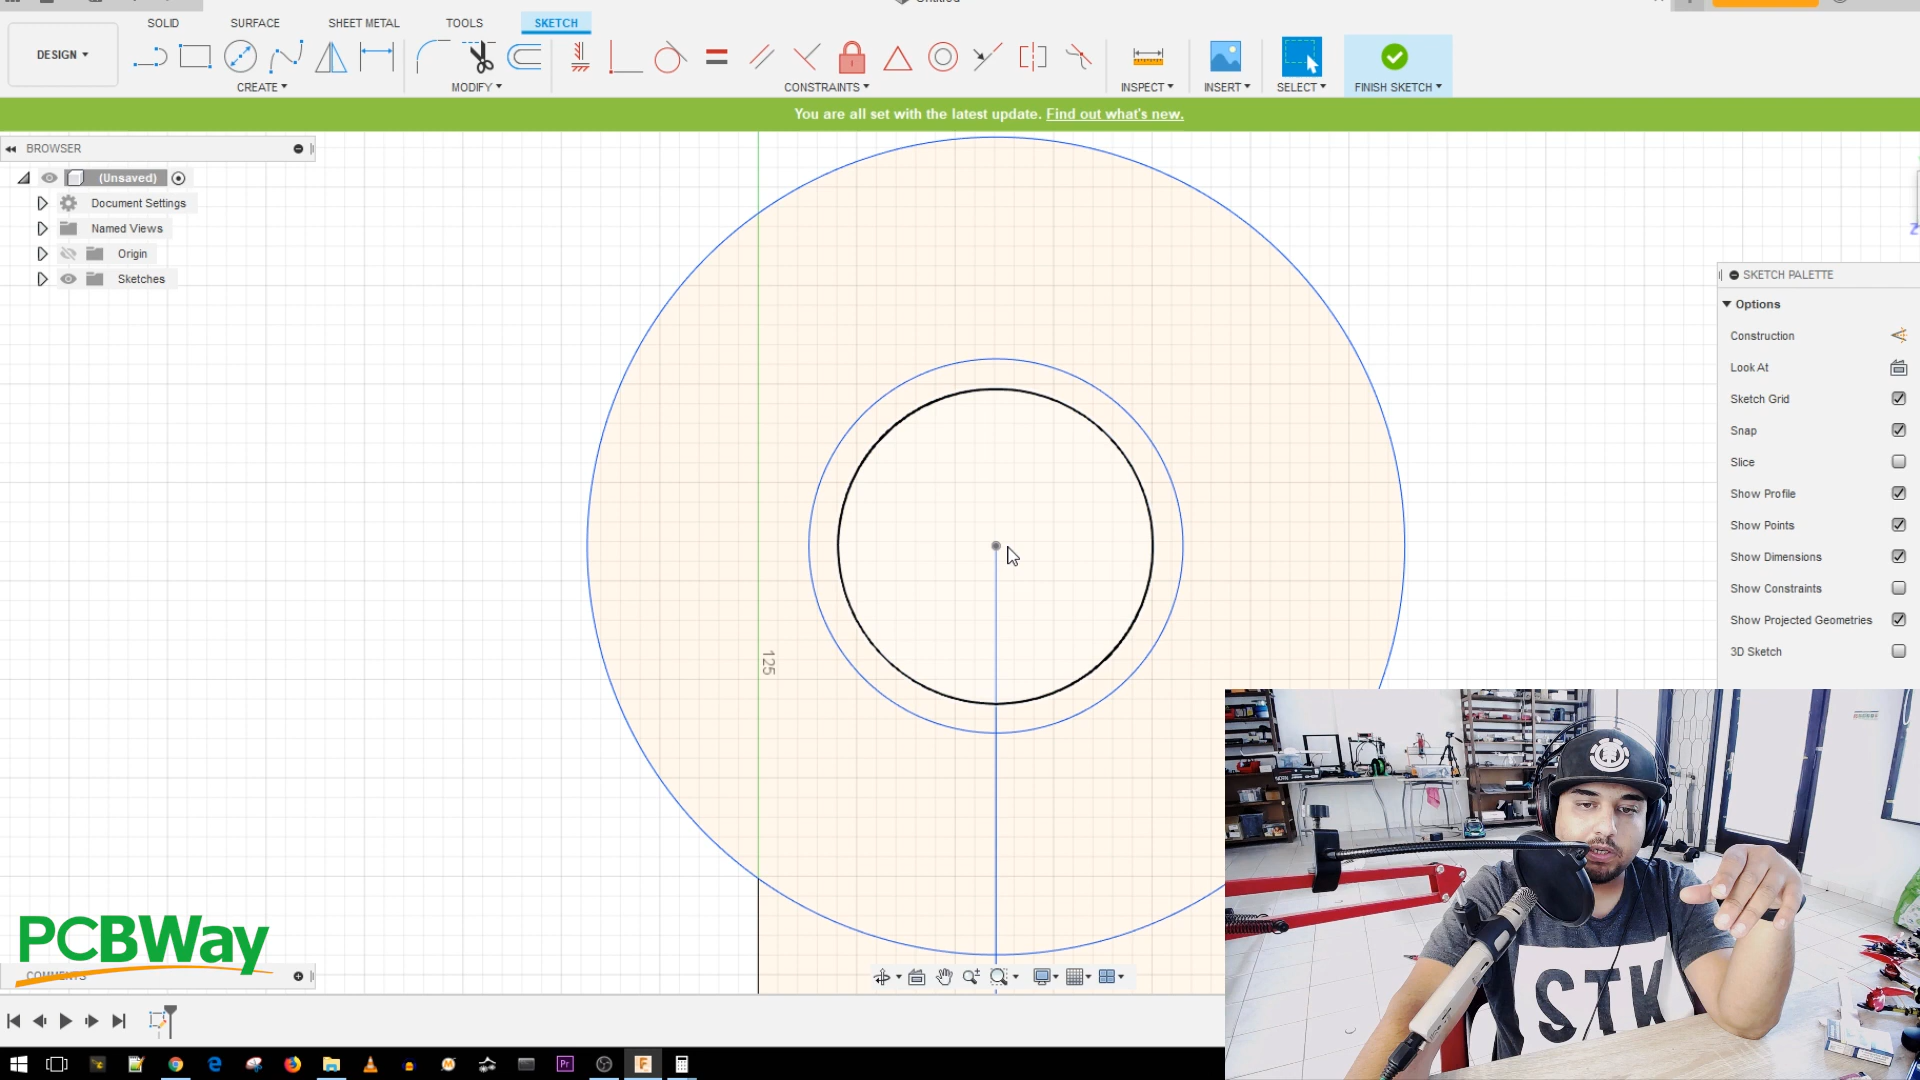 Untitled
SOLID SURFACE SHEET METAL TOOLS SKETCH
DESIGN
CREATE MODIFY CONSTRAINTS INSPECT INSERT SELECT FINISH SKETCH
You are all set with the latest update. Find out what's new.
BROWSER
(Unsaved)
Document Settings
Named Views
Origin
Sketches
Z
SKETCH PALETTE
Options
Construction
Look At
Sketch Grid
Snap
Slice
Show Profile
Show Points
Show Dimensions
Show Constraints
Show Projected Geometries
3D Sketch
125
PCBWay
COMMENTS
STK
Pr
F